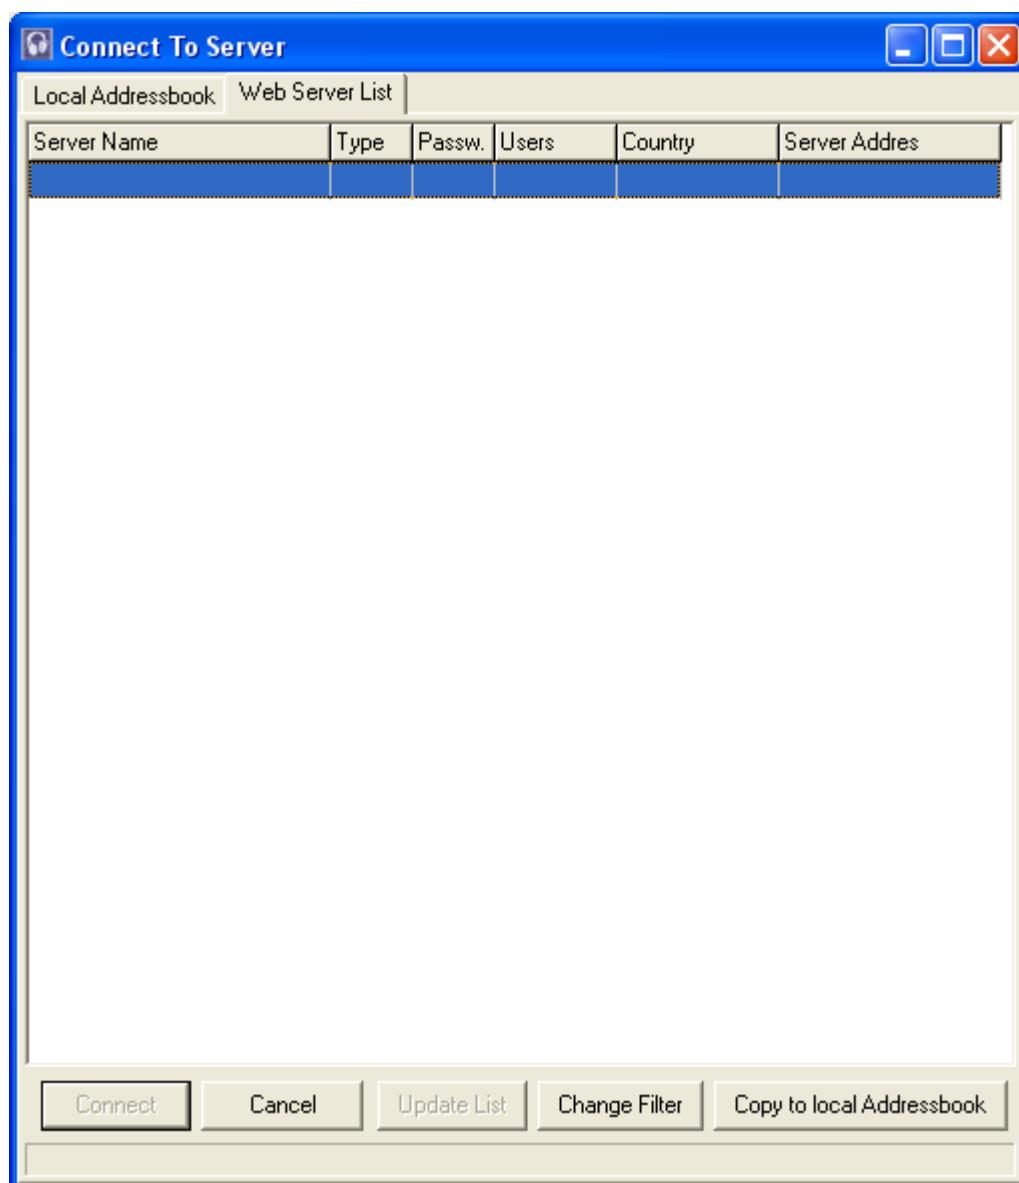 Connect To Server
Local Addressbook Web Server List
Server Name Type Passw. Users Country Server Addres
Connect Cancel Update List Change Filter Copy to local Addressbook